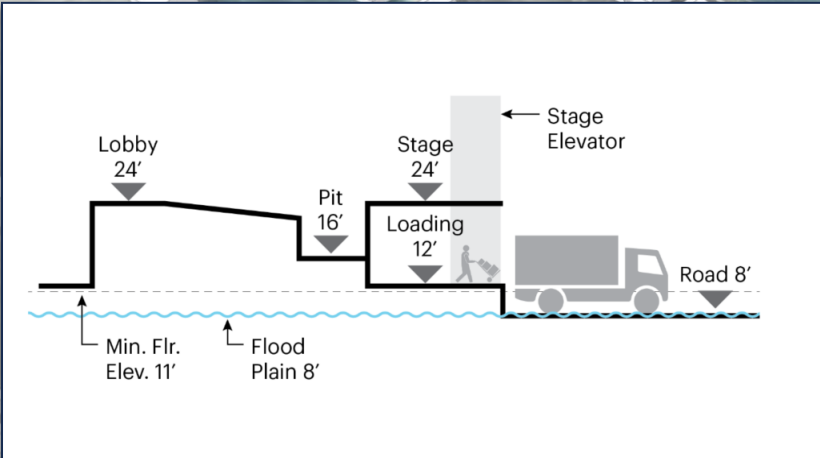 Stage
Elevator
Lobby
24′
Stage
24′
Pit
16′
Loading
12′
Road 8′
Min. Flr.
Elev. 11′
Flood
Plain 8′